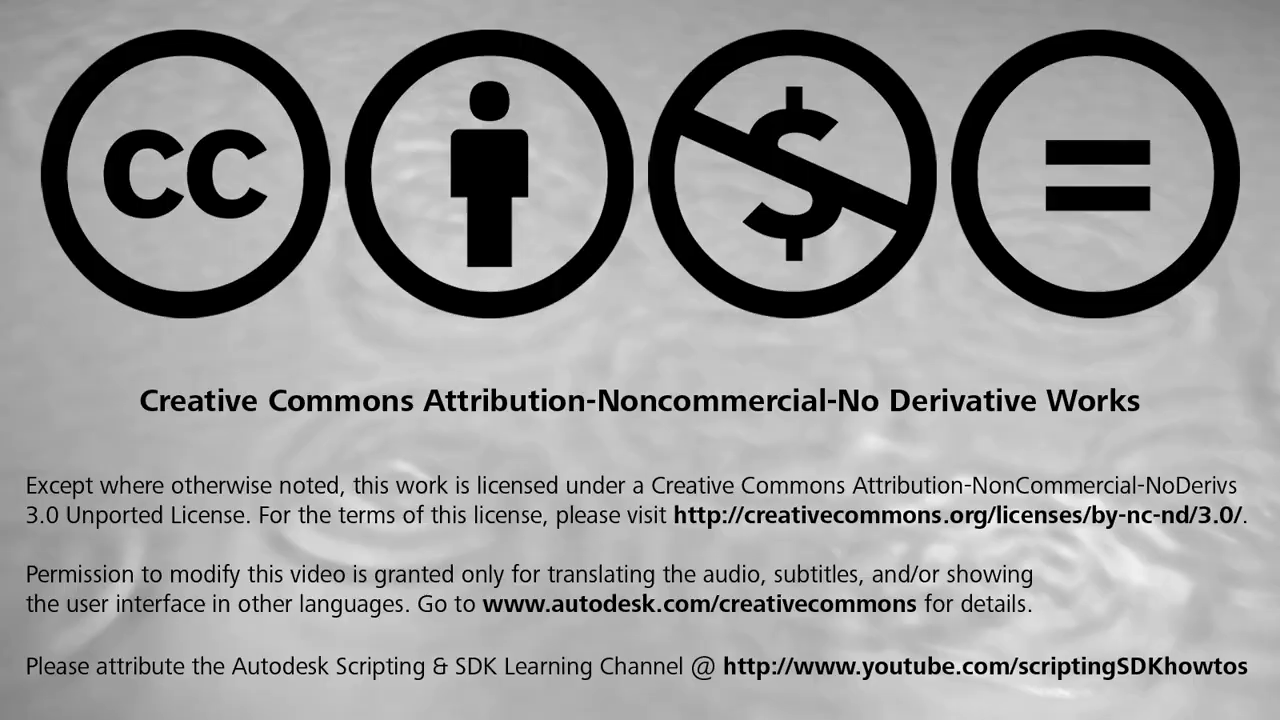 cc $ =
Creative Commons Attribution-Noncommercial-No Derivative Works
Except where otherwise noted, this work is licensed under a Creative Commons Attribution-NonCommercial-NoDerivs
3.0 Unported License. For the terms of this license, please visit http://creativecommons.org/licenses/by-nc-nd/3.0/.
Permission to modify this video is granted only for translating the audio, subtitles, and/or showing
the user interface in other languages. Go to www.autodesk.com/creativecommons for details.
Please attribute the Autodesk Scripting & SDK Learning Channel @ http://www.youtube.com/scriptingSDKhowtos